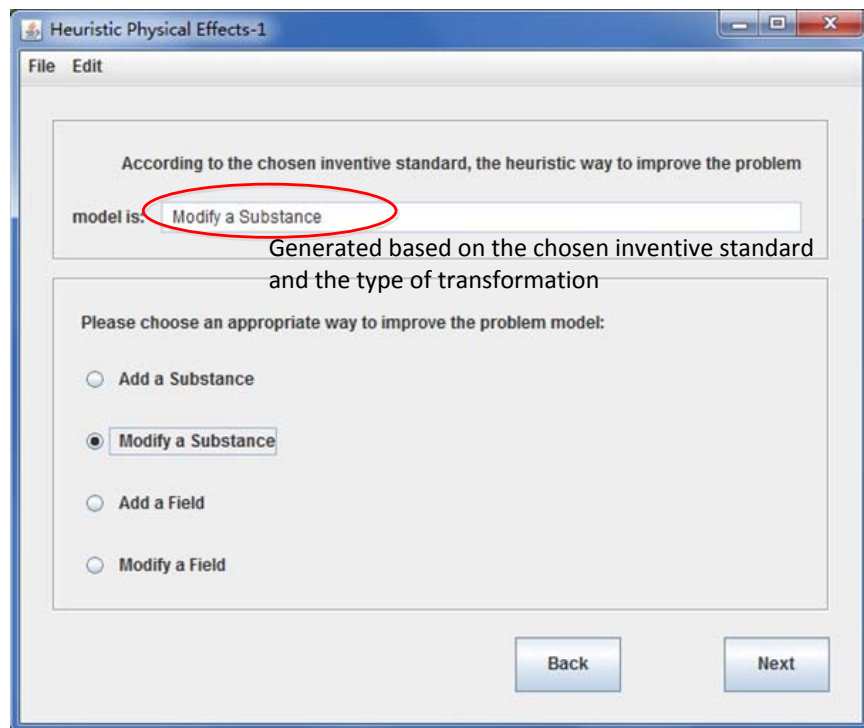 Heuristic Physical Effects-1
File Edit
According to the chosen inventive standard, the heuristic way to improve the problem
model is: Modify a Substance
Generated based on the chosen inventive standard
and the type of transformation
Please choose an appropriate way to improve the problem model:
Add a Substance
Modify a Substance
Add a Field
Modify a Field
Back Next